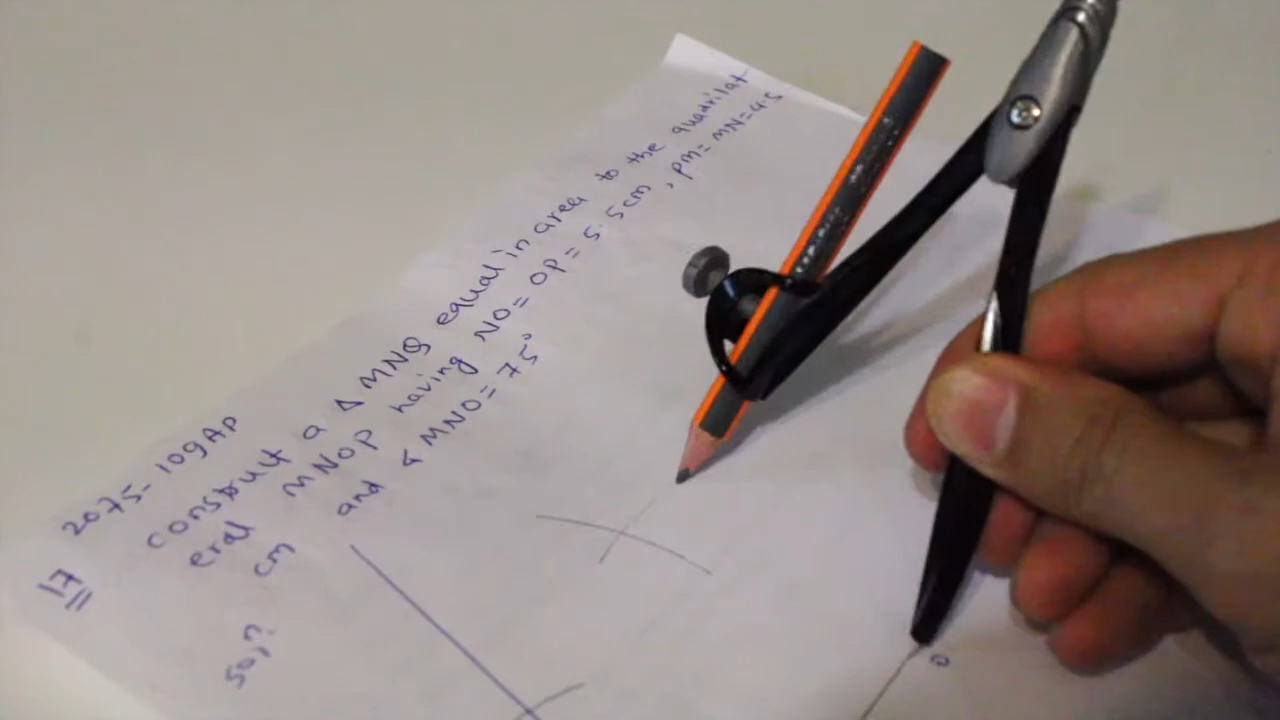 17
2075-109Ap
construct a Δ MNQ equal in area to the quadrilat
eral MNOP having NO = OP = 5.5cm, PM = MN = 4.5
cm and ∠ MNO = 75°
Soln?
O